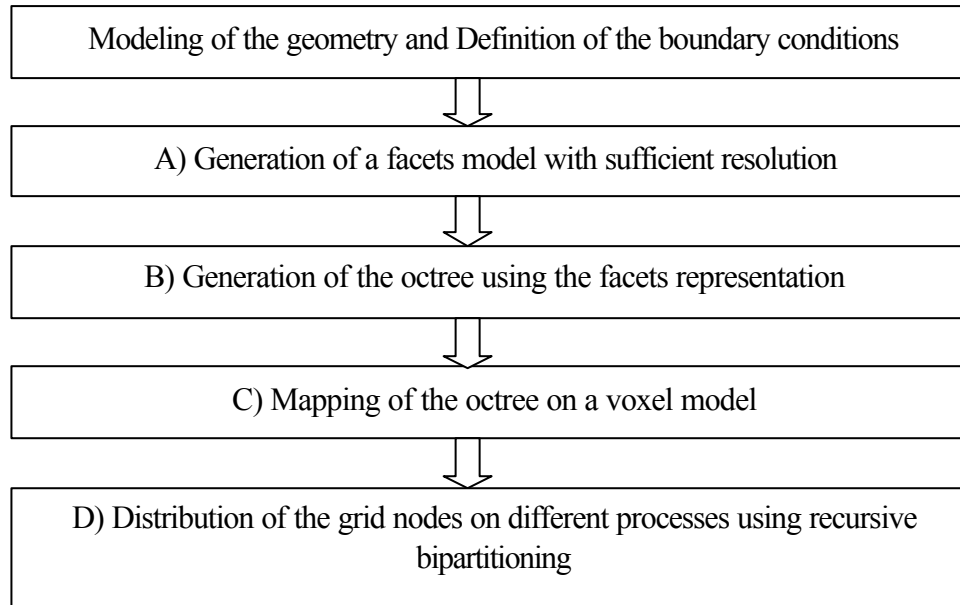 Modeling of the geometry and Definition of the boundary conditions
A) Generation of a facets model with sufficient resolution
B) Generation of the octree using the facets representation
C) Mapping of the octree on a voxel model
D) Distribution of the grid nodes on different processes using recursive
bipartitioning